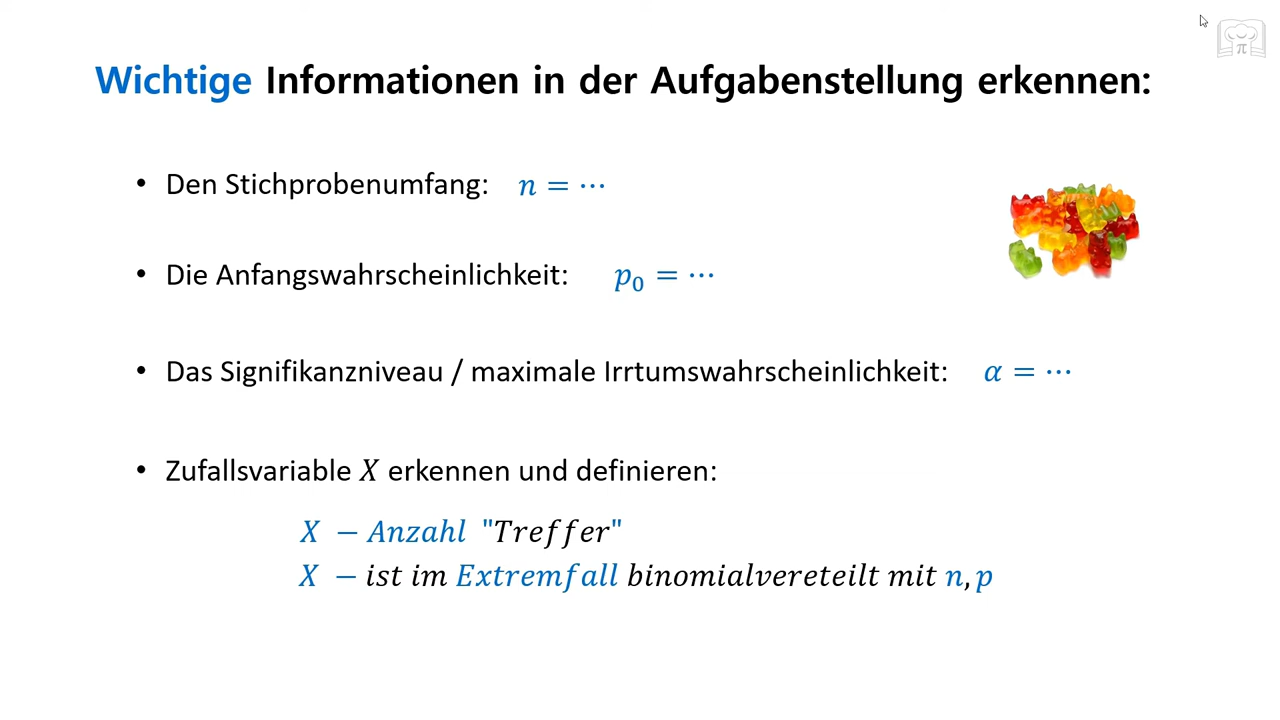 Wichtige Informationen in der Aufgabenstellung erkennen:
• Den Stichprobenumfang: n = ⋯
• Die Anfangswahrscheinlichkeit: p₀ = ⋯
• Das Signifikanzniveau / maximale Irrtumswahrscheinlichkeit: α = ⋯
• Zufallsvariable X erkennen und definieren:
X − Anzahl "Treffer"
X − ist im Extremfall binomialvereteilt mit n, p
π